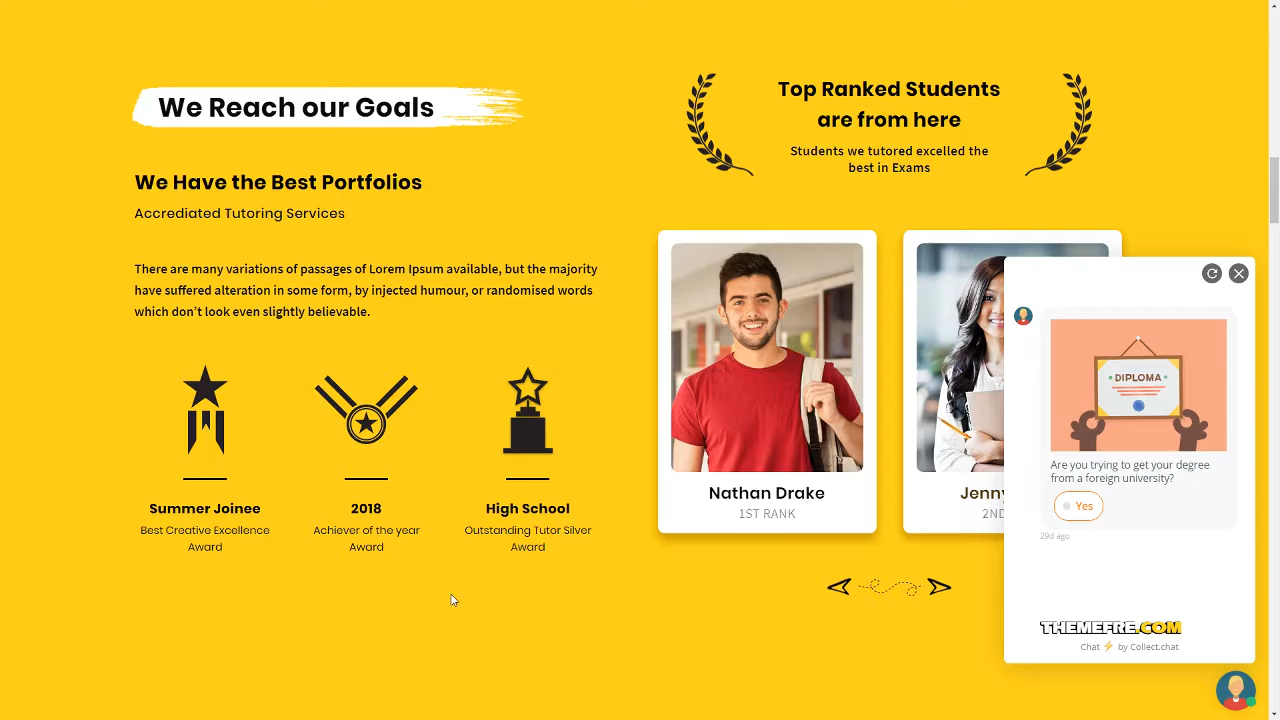 We Reach our Goals
We Have the Best Portfolios
Accrediated Tutoring Services
There are many variations of passages of Lorem Ipsum available, but the majority
have suffered alteration in some form, by injected humour, or randomised words
which don't look even slightly believable.
Summer Joinee
Best Creative Excellence
Award
2018
Achiever of the year
Award
High School
Outstanding Tutor Silver
Award
Top Ranked Students
are from here
Students we tutored excelled the
best in Exams
Nathan Drake
1ST RANK
Jenny
2ND
DIPLOMA
Are you trying to get your degree
from a foreign university?
Yes
29d ago
THEMEFRE.COM
Chat ⚡ by Collect.chat